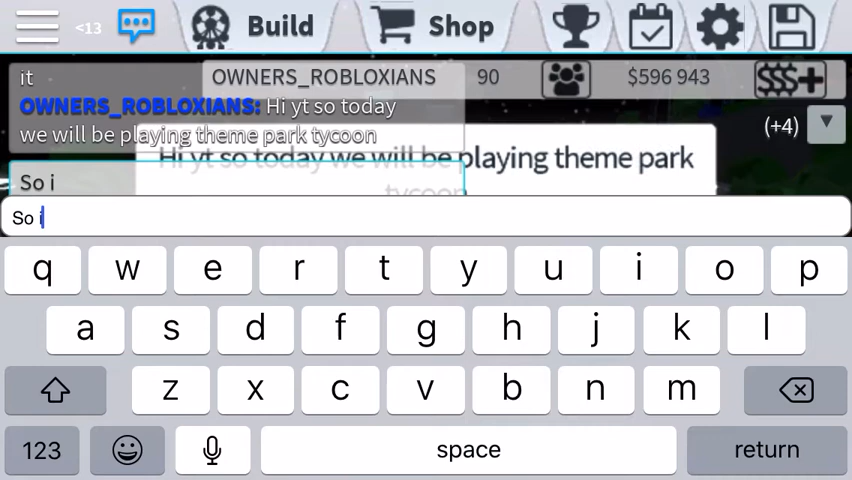 <13
Build
Shop
it
OWNERS_ROBLOXIANS
90
$596 943
$$$+
OWNERS_ROBLOXIANS: Hi yt so today
we will be playing theme park tycoon
(+4)
Hi yt so today we will be playing theme park
tycoon
So i
So i
q w e r t y u i o p
a s d f g h j k l
z x c v b n m
123
space
return